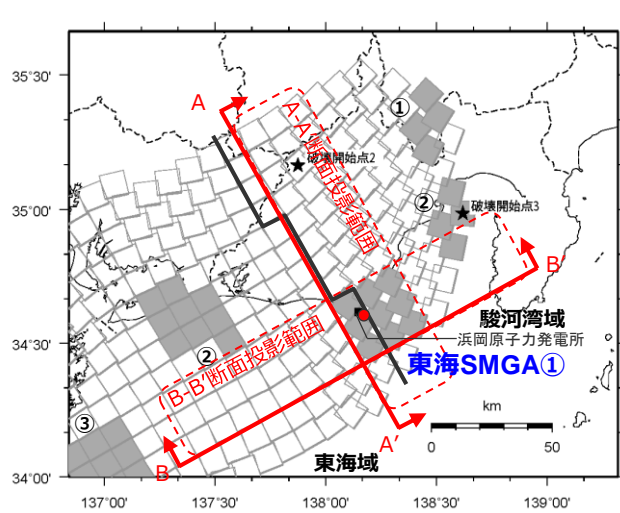 35°30'
35°00'
34°30'
34°00'
137°00'
137°30'
138°00'
138°30'
139°00'
A
A-A'断面投影範囲
①
破壊開始点2
②
破壊開始点3
B'
駿河湾域
浜岡原子力発電所
東海SMGA①
②
B-B'断面投影範囲
③
km
0
50
A'
B
東海域